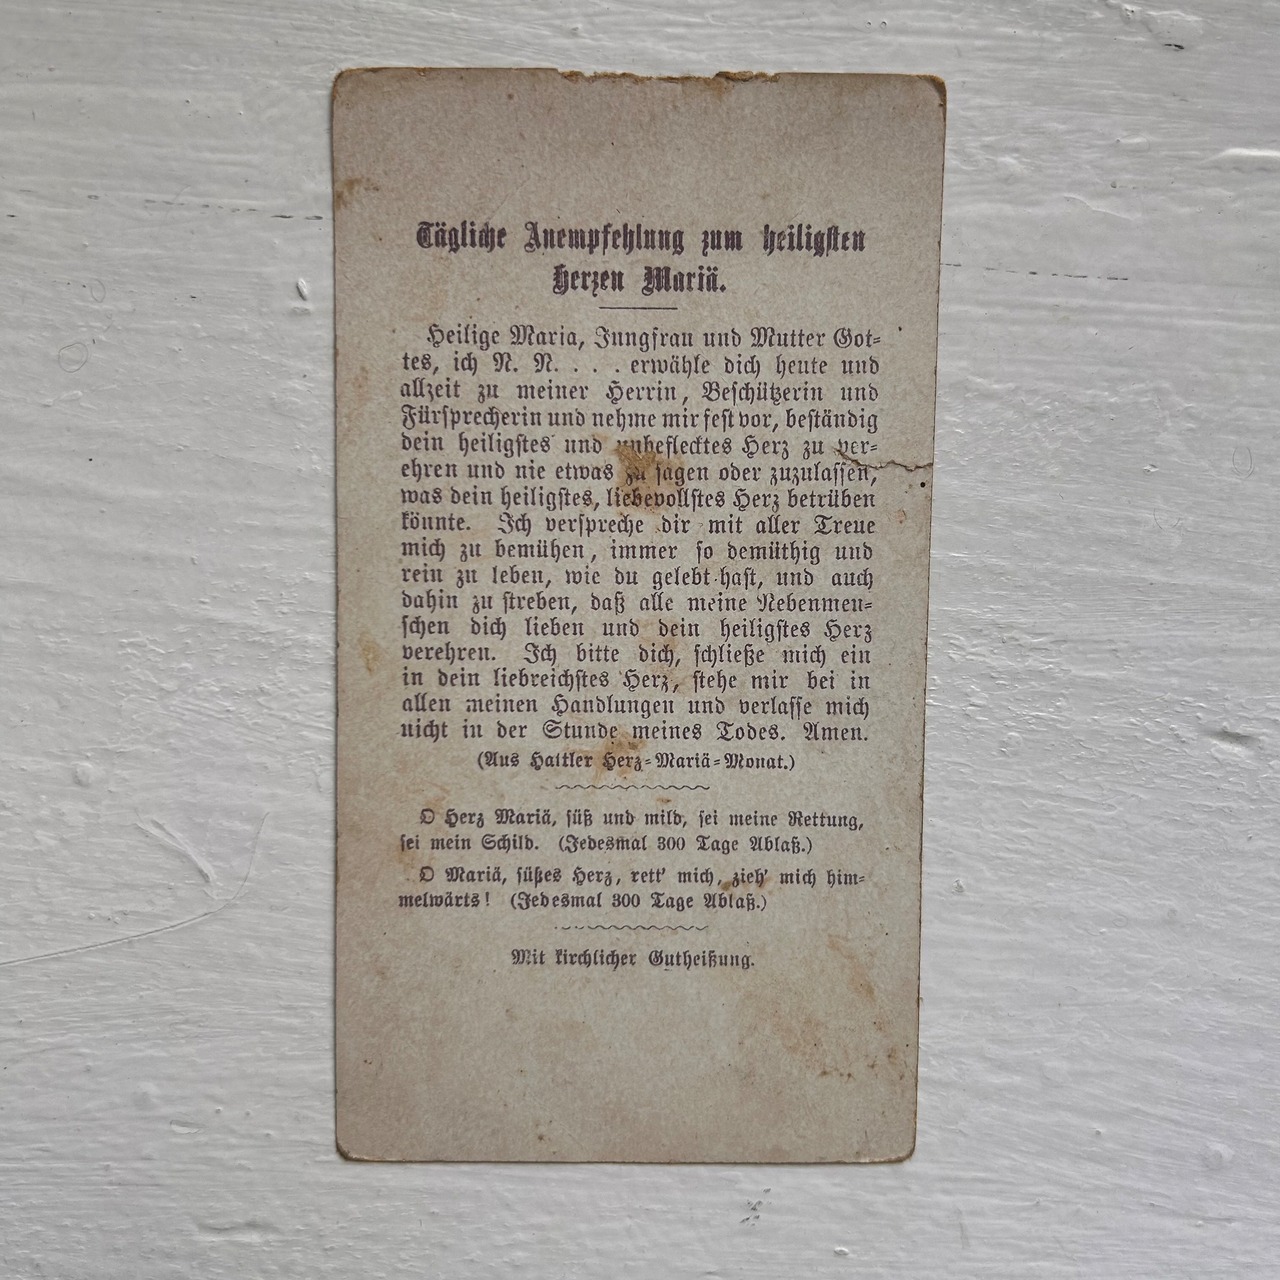 Tägliche Anempfehlung zum heiligsten
Herzen Mariä.
Heilige Maria, Jungfrau und Mutter Got-
tes, ich N. N. . . . erwähle dich heute und
allzeit zu meiner Herrin, Beschützerin und
Fürsprecherin und nehme mir fest vor, beständig
dein heiligstes und unbeflecktes Herz zu ver-
ehren und nie etwas zu sagen oder zuzulassen,
was dein heiligstes, liebevollstes Herz betrüben
könnte. Ich verspreche dir mit aller Treue
mich zu bemühen, immer so demüthig und
rein zu leben, wie du gelebt hast, und auch
dahin zu streben, daß alle meine Nebenmen-
schen dich lieben und dein heiligstes Herz
verehren. Ich bitte dich, schließe mich ein
in dein liebreichstes Herz, stehe mir bei in
allen meinen Handlungen und verlasse mich
nicht in der Stunde meines Todes. Amen.
(Aus Hattler Herz-Mariä-Monat.)
O Herz Mariä, süß und mild, sei meine Rettung,
sei mein Schild. (Jedesmal 300 Tage Ablaß.)
O Mariä, süßes Herz, rett' mich, zieh' mich him-
melwärts! (Jedesmal 300 Tage Ablaß.)
Mit kirchlicher Gutheißung.